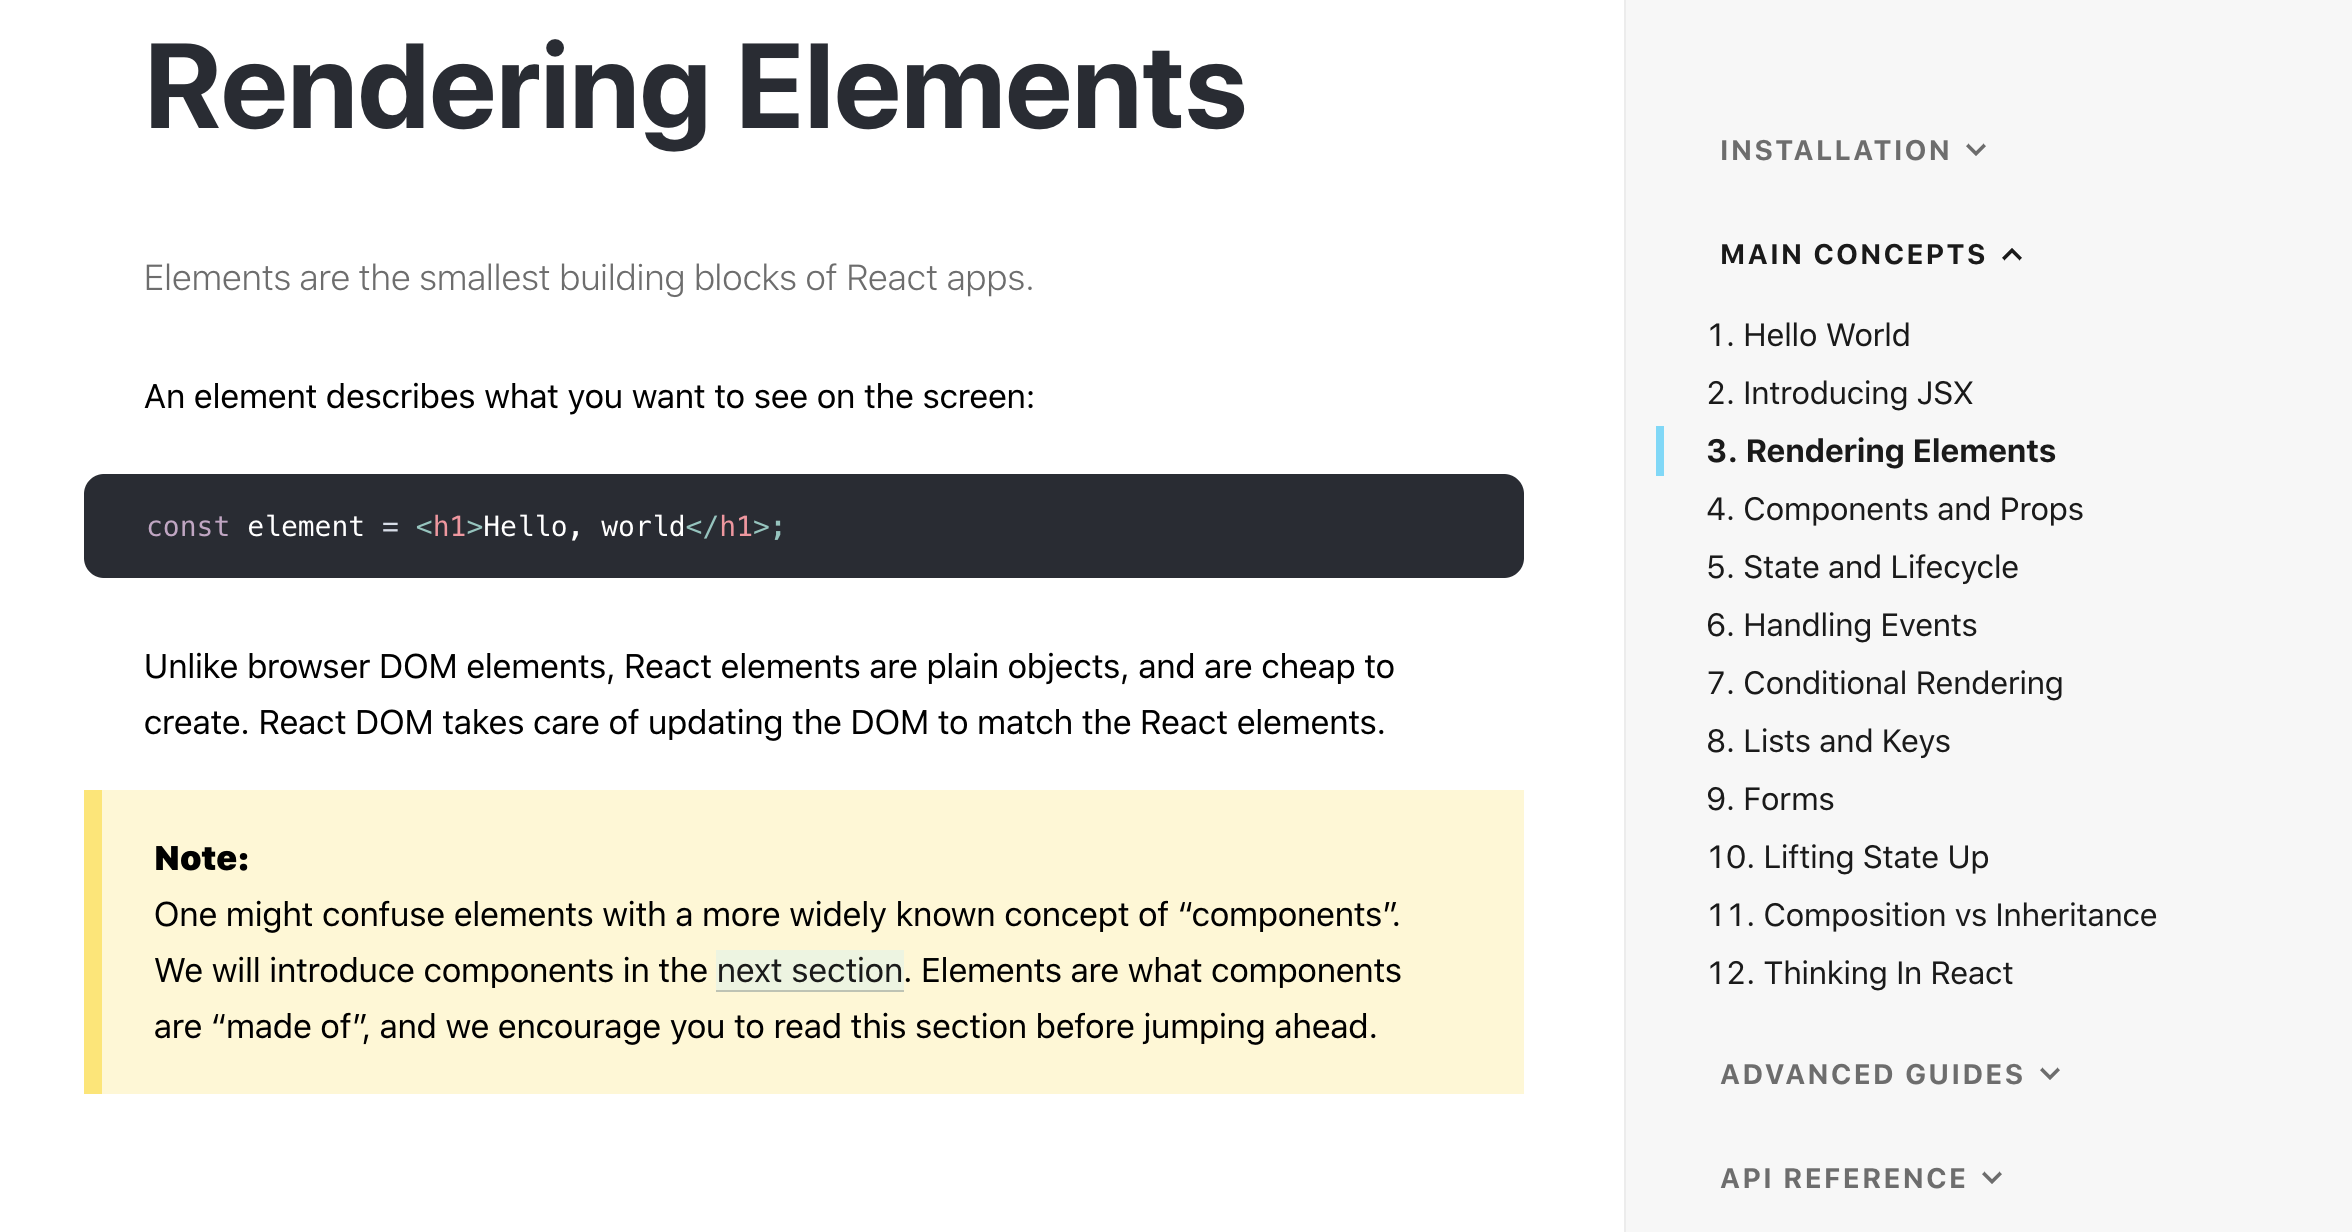 Rendering Elements
Elements are the smallest building blocks of React apps.
An element describes what you want to see on the screen:
const element = <h1>Hello, world</h1>;
Unlike browser DOM elements, React elements are plain objects, and are cheap to
create. React DOM takes care of updating the DOM to match the React elements.
Note:
One might confuse elements with a more widely known concept of “components”.
We will introduce components in the next section. Elements are what components
are “made of”, and we encourage you to read this section before jumping ahead.
INSTALLATION
MAIN CONCEPTS
1. Hello World
2. Introducing JSX
3. Rendering Elements
4. Components and Props
5. State and Lifecycle
6. Handling Events
7. Conditional Rendering
8. Lists and Keys
9. Forms
10. Lifting State Up
11. Composition vs Inheritance
12. Thinking In React
ADVANCED GUIDES
API REFERENCE